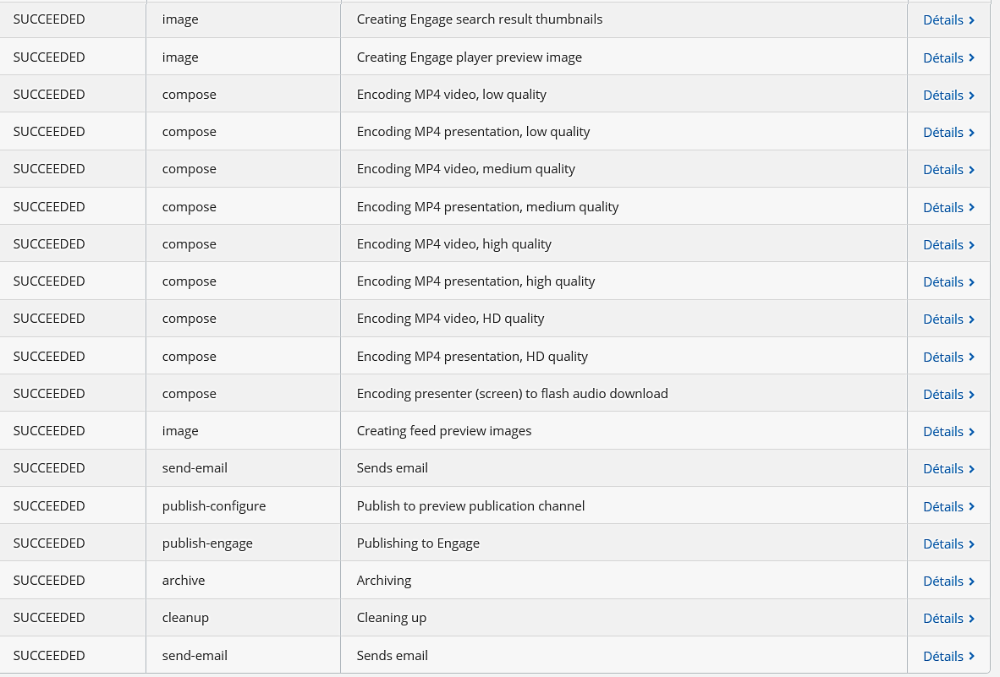 SUCCEEDED image Creating Engage search result thumbnails Détails
SUCCEEDED image Creating Engage player preview image Détails
SUCCEEDED compose Encoding MP4 video, low quality Détails
SUCCEEDED compose Encoding MP4 presentation, low quality Détails
SUCCEEDED compose Encoding MP4 video, medium quality Détails
SUCCEEDED compose Encoding MP4 presentation, medium quality Détails
SUCCEEDED compose Encoding MP4 video, high quality Détails
SUCCEEDED compose Encoding MP4 presentation, high quality Détails
SUCCEEDED compose Encoding MP4 video, HD quality Détails
SUCCEEDED compose Encoding MP4 presentation, HD quality Détails
SUCCEEDED compose Encoding presenter (screen) to flash audio download Détails
SUCCEEDED image Creating feed preview images Détails
SUCCEEDED send-email Sends email Détails
SUCCEEDED publish-configure Publish to preview publication channel Détails
SUCCEEDED publish-engage Publishing to Engage Détails
SUCCEEDED archive Archiving Détails
SUCCEEDED cleanup Cleaning up Détails
SUCCEEDED send-email Sends email Détails